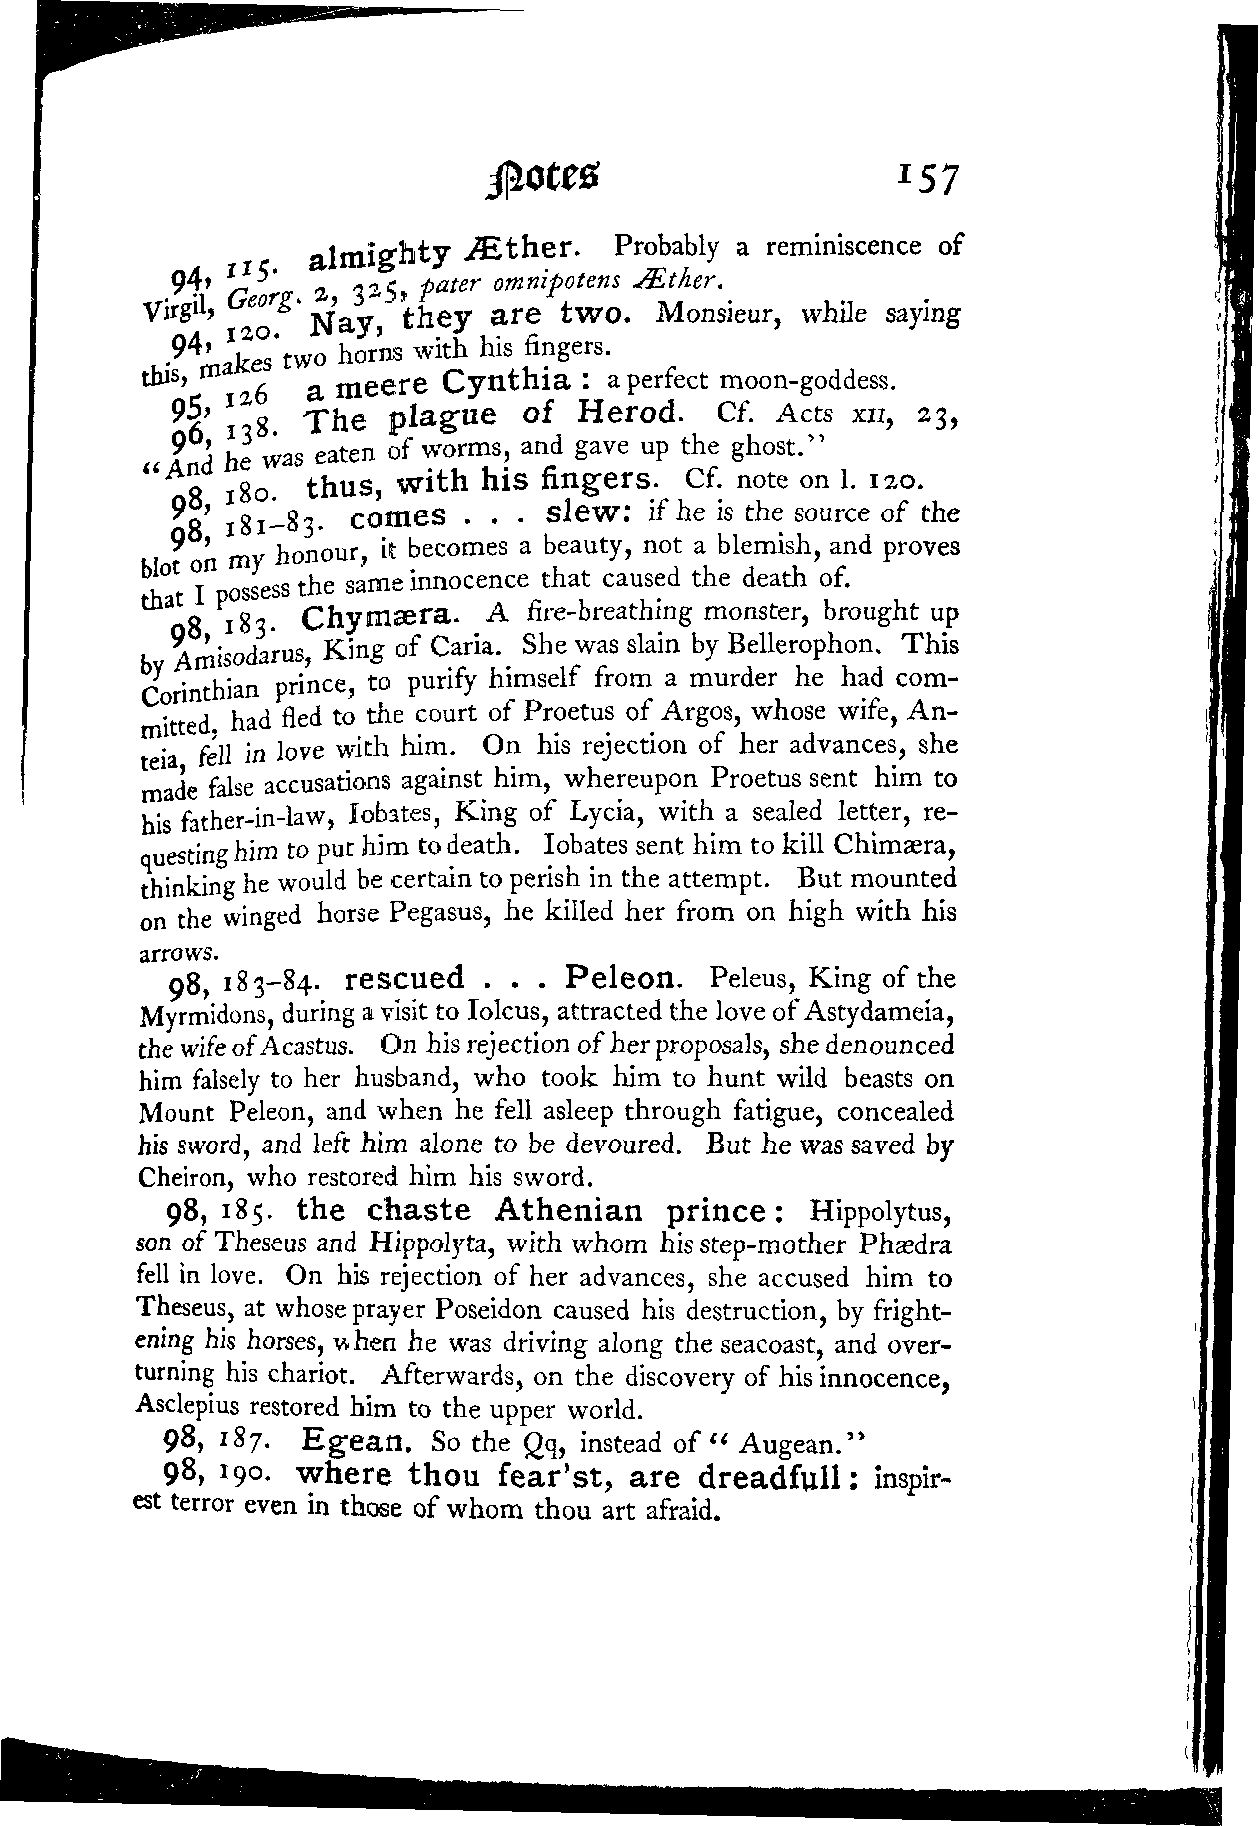 Notes 157
94, 115. almighty Æther. Probably a reminiscence of
Virgil, Georg. 2, 325, pater omnipotens Æther.
94, 120. Nay, they are two. Monsieur, while saying
this, makes two horns with his fingers.
95, 126 a meere Cynthia : a perfect moon-goddess.
96, 138. The plague of Herod. Cf. Acts XII, 23,
“And he was eaten of worms, and gave up the ghost.”
98, 180. thus, with his fingers. Cf. note on l. 120.
98, 181–83. comes . . . slew: if he is the source of the
blot on my honour, it becomes a beauty, not a blemish, and proves
that I possess the same innocence that caused the death of.
98, 183. Chymæra. A fire-breathing monster, brought up
by Amisodarus, King of Caria. She was slain by Bellerophon. This
Corinthian prince, to purify himself from a murder he had com-
mitted, had fled to the court of Proetus of Argos, whose wife, An-
teia, fell in love with him. On his rejection of her advances, she
made false accusations against him, whereupon Proetus sent him to
his father-in-law, Iobates, King of Lycia, with a sealed letter, re-
questing him to put him to death. Iobates sent him to kill Chimæra,
thinking he would be certain to perish in the attempt. But mounted
on the winged horse Pegasus, he killed her from on high with his
arrows.
98, 183–84. rescued . . . Peleon. Peleus, King of the
Myrmidons, during a visit to Iolcus, attracted the love of Astydameia,
the wife of Acastus. On his rejection of her proposals, she denounced
him falsely to her husband, who took him to hunt wild beasts on
Mount Peleon, and when he fell asleep through fatigue, concealed
his sword, and left him alone to be devoured. But he was saved by
Cheiron, who restored him his sword.
98, 185. the chaste Athenian prince: Hippolytus,
son of Theseus and Hippolyta, with whom his step-mother Phædra
fell in love. On his rejection of her advances, she accused him to
Theseus, at whose prayer Poseidon caused his destruction, by fright-
ening his horses, when he was driving along the seacoast, and over-
turning his chariot. Afterwards, on the discovery of his innocence,
Asclepius restored him to the upper world.
98, 187. Egean. So the Qq, instead of “ Augean.”
98, 190. where thou fear'st, are dreadfull: inspir-
est terror even in those of whom thou art afraid.